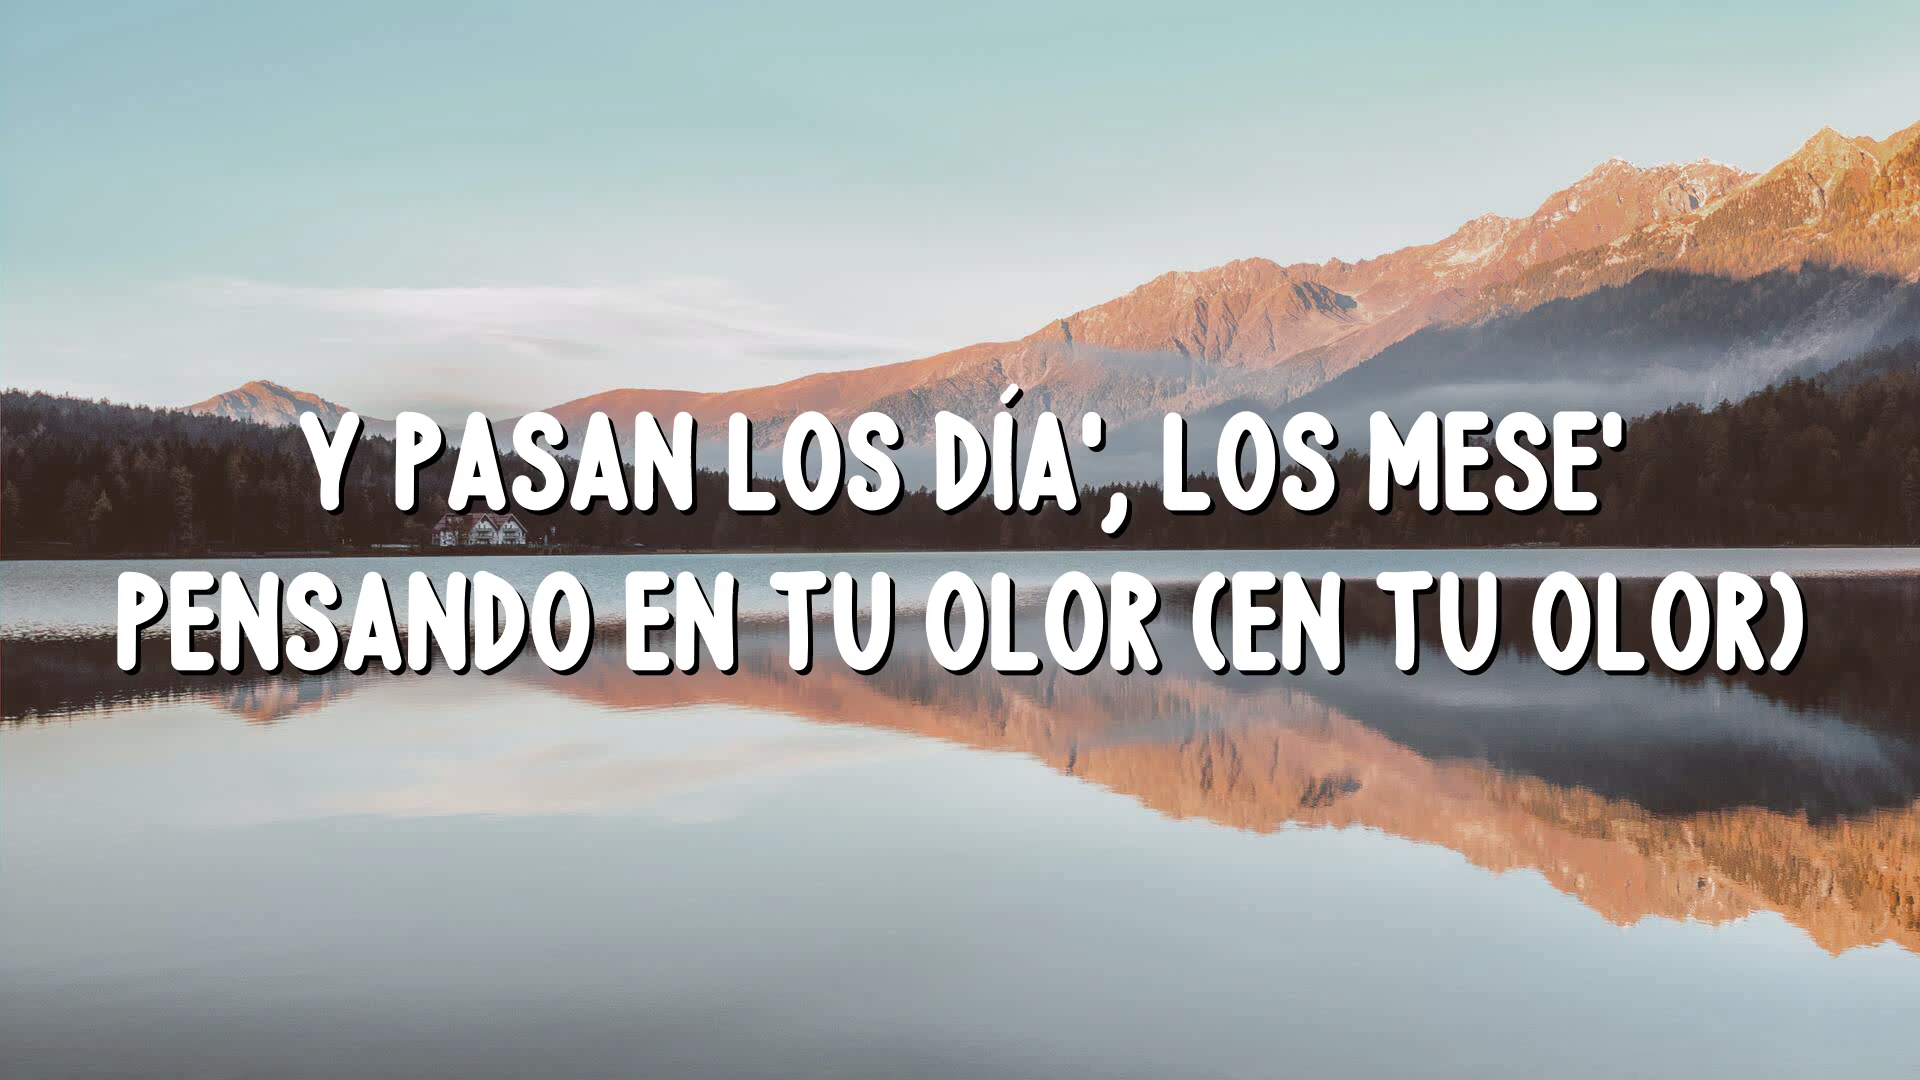 Y PASAN LOS DÍA', LOS MESE'
PENSANDO EN TU OLOR (EN TU OLOR)